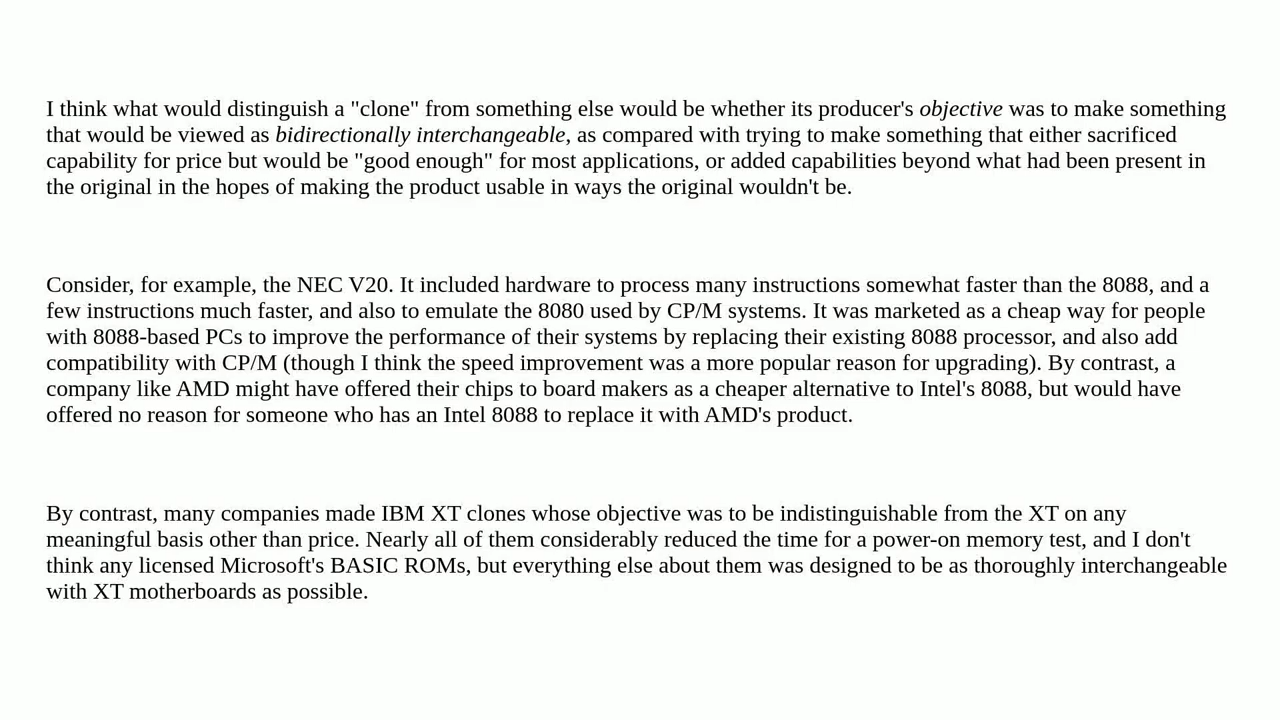 I think what would distinguish a "clone" from something else would be whether its producer's objective was to make something
that would be viewed as bidirectionally interchangeable, as compared with trying to make something that either sacrificed
capability for price but would be "good enough" for most applications, or added capabilities beyond what had been present in
the original in the hopes of making the product usable in ways the original wouldn't be.
Consider, for example, the NEC V20. It included hardware to process many instructions somewhat faster than the 8088, and a
few instructions much faster, and also to emulate the 8080 used by CP/M systems. It was marketed as a cheap way for people
with 8088-based PCs to improve the performance of their systems by replacing their existing 8088 processor, and also add
compatibility with CP/M (though I think the speed improvement was a more popular reason for upgrading). By contrast, a
company like AMD might have offered their chips to board makers as a cheaper alternative to Intel's 8088, but would have
offered no reason for someone who has an Intel 8088 to replace it with AMD's product.
By contrast, many companies made IBM XT clones whose objective was to be indistinguishable from the XT on any
meaningful basis other than price. Nearly all of them considerably reduced the time for a power-on memory test, and I don't
think any licensed Microsoft's BASIC ROMs, but everything else about them was designed to be as thoroughly interchangeable
with XT motherboards as possible.